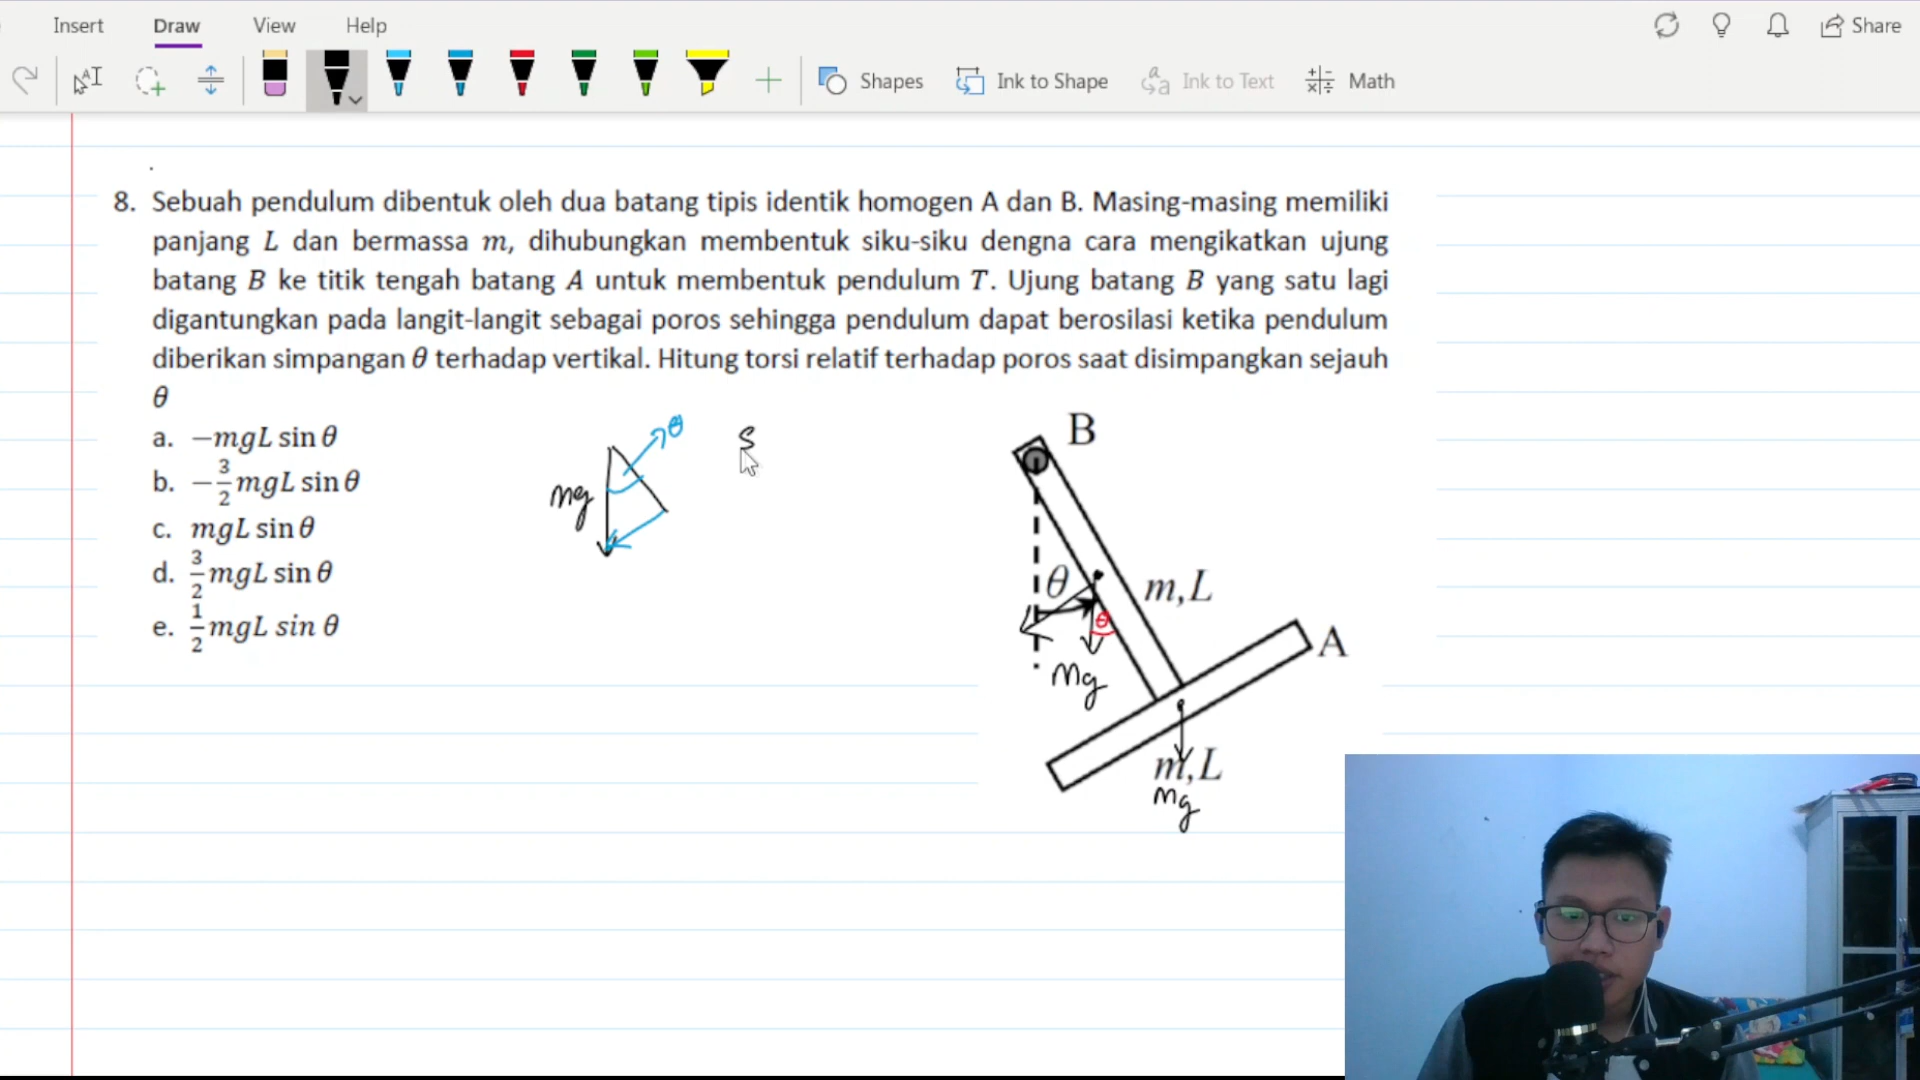 Insert Draw View Help Share
Shapes Ink to Shape Ink to Text Math
8. Sebuah pendulum dibentuk oleh dua batang tipis identik homogen A dan B. Masing-masing memiliki
panjang L dan bermassa m, dihubungkan membentuk siku-siku dengna cara mengikatkan ujung
batang B ke titik tengah batang A untuk membentuk pendulum T. Ujung batang B yang satu lagi
digantungkan pada langit-langit sebagai poros sehingga pendulum dapat berosilasi ketika pendulum
diberikan simpangan θ terhadap vertikal. Hitung torsi relatif terhadap poros saat disimpangkan sejauh
θ
a. −mgL sin θ
b. −3/2 mgL sin θ
c. mgL sin θ
d. 3/2 mgL sin θ
e. 1/2 mgL sin θ
θ
mg
S
B
θ
m, L
θ
A
mg
m, L
mg